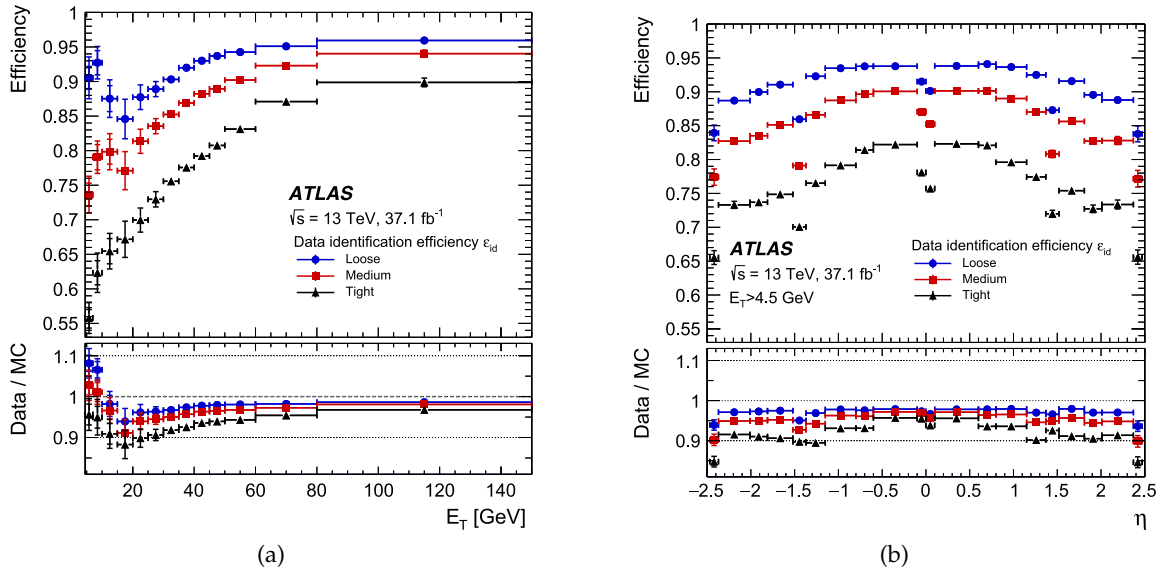 Efficiency
1
0.95
0.9
0.85
0.8
0.75
0.7
0.65
0.6
0.55
ATLAS
√s = 13 TeV, 37.1 fb⁻¹
Data identification efficiency ε_id
Loose
Medium
Tight
Data / MC
1.1
1
0.9
20 40 60 80 100 120 140
E_T [GeV]
(a)
Efficiency
1
0.95
0.9
0.85
0.8
0.75
0.7
0.65
0.6
0.55
ATLAS
√s = 13 TeV, 37.1 fb⁻¹
E_T>4.5 GeV
Data identification efficiency ε_id
Loose
Medium
Tight
Data / MC
1.1
1
0.9
−2.5 −2 −1.5 −1 −0.5 0 0.5 1 1.5 2 2.5
η
(b)